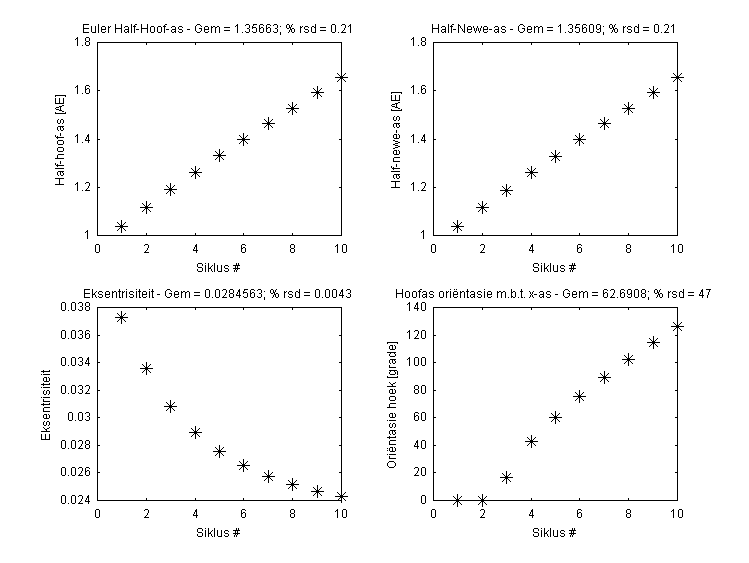 Euler Half-Hoof-as - Gem = 1.35663; % rsd = 0.21
1.8
1.6
1.4
1.2
1
Half-hoof-as [AE]
0 2 4 6 8 10
Siklus #
Half-Newe-as - Gem = 1.35609; % rsd = 0.21
1.8
1.6
1.4
1.2
1
Half-newe-as [AE]
0 2 4 6 8 10
Siklus #
Eksentrisiteit - Gem = 0.0284563; % rsd = 0.0043
0.038
0.036
0.034
0.032
0.03
0.028
0.026
0.024
Eksentrisiteit
0 2 4 6 8 10
Siklus #
Hoofas oriëntasie m.b.t. x-as - Gem = 62.6908; % rsd = 47
140
120
100
80
60
40
20
0
Oriëntasie hoek [grade]
0 2 4 6 8 10
Siklus #